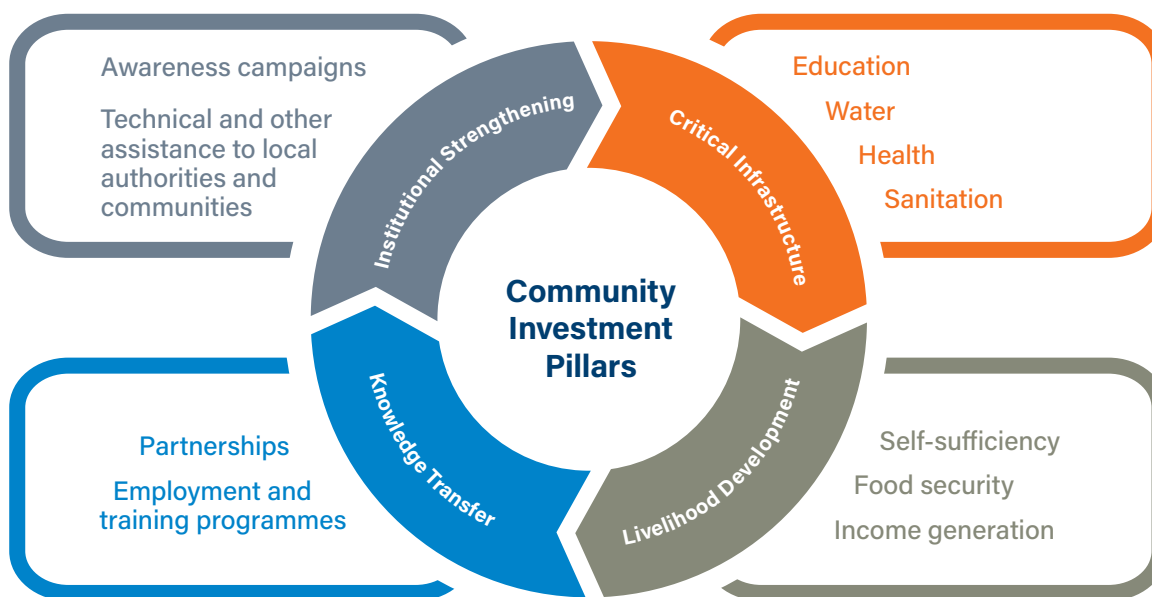 Awareness campaigns
Technical and other
assistance to local
authorities and
communities
Institutional Strengthening
Critical Infrastructure
Education
Water
Health
Sanitation
Community
Investment
Pillars
Partnerships
Employment and
training programmes
Knowledge Transfer
Livelihood Development
Self-sufficiency
Food security
Income generation